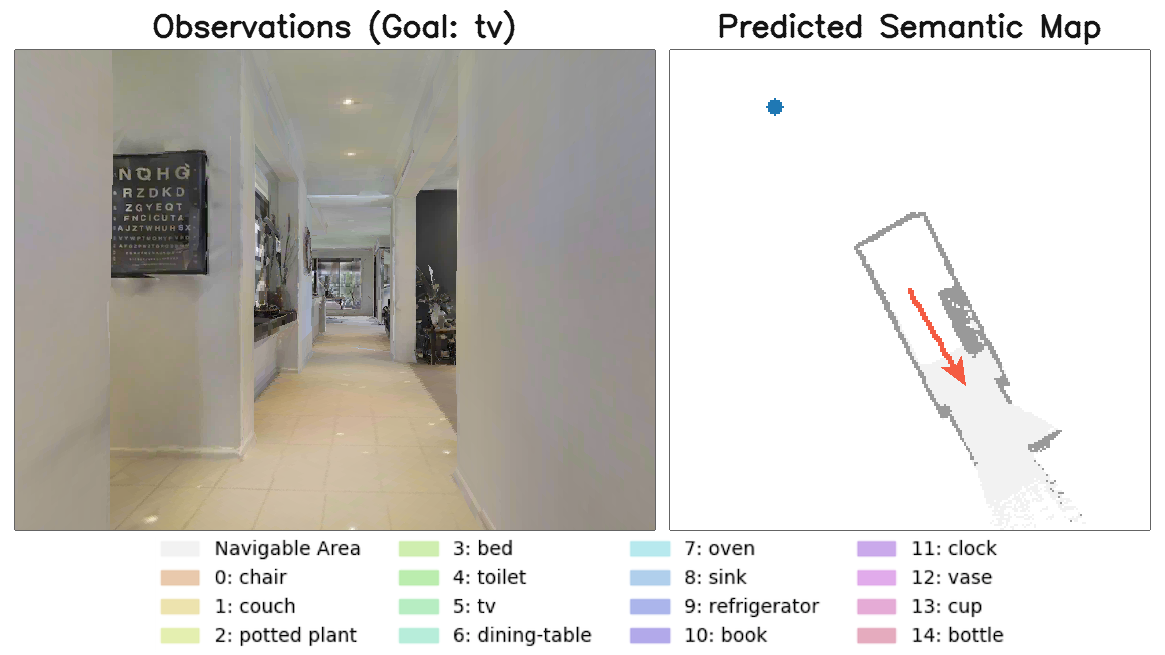 Observations (Goal: tv)
Predicted Semantic Map
NQHG
RZDKD
ZGYEQT
FNCICUTA
AJZTWHUHSX
Navigable Area
0: chair
1: couch
2: potted plant
3: bed
4: toilet
5: tv
6: dining-table
7: oven
8: sink
9: refrigerator
10: book
11: clock
12: vase
13: cup
14: bottle